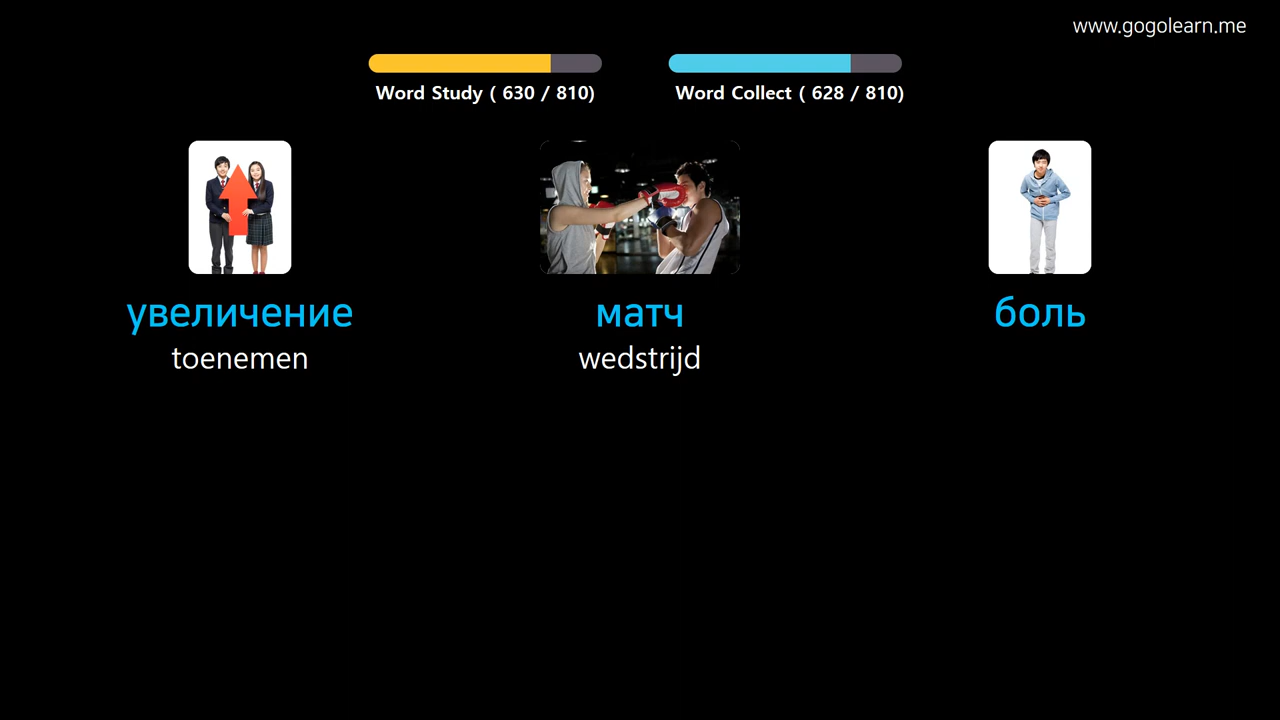 www.gogolearn.me
Word Study ( 630 / 810)
Word Collect ( 628 / 810)
увеличение
матч
боль
toenemen
wedstrijd